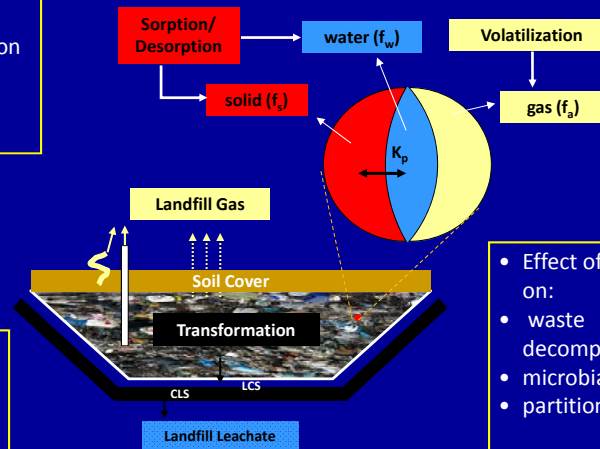 on
Sorption/
Desorption
water (fw)
Volatilization
solid (fs)
gas (fa)
Kp
Landfill Gas
Soil Cover
Transformation
LCS
CLS
Landfill Leachate
• Effect of
on:
• waste
decomp
• microbia
• partition